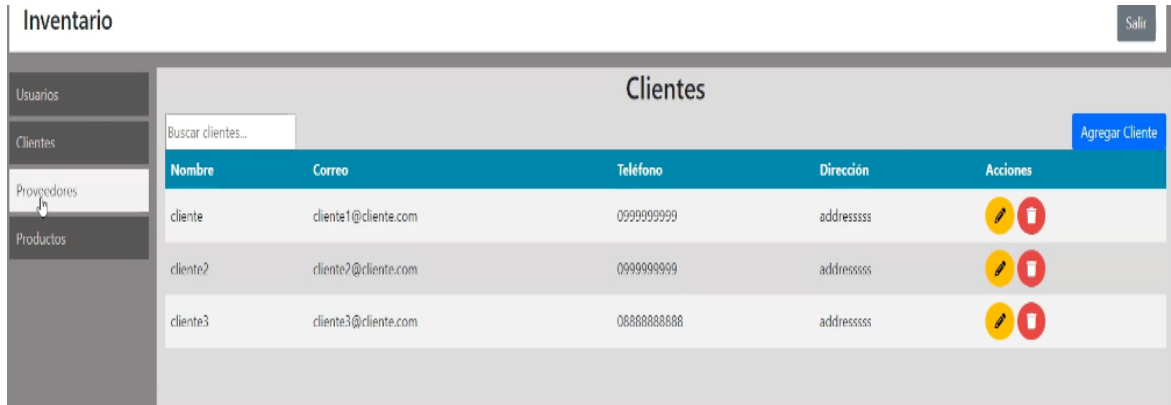 Inventario
Salir
Usuarios
Clientes
Proveedores
Productos
Clientes
Buscar clientes...
Agregar Cliente
Nombre Correo Teléfono Dirección Acciones
cliente cliente1@cliente.com 0999999999 addresssss
cliente2 cliente2@cliente.com 0999999999 addresssss
cliente3 cliente3@cliente.com 08888888888 addresssss